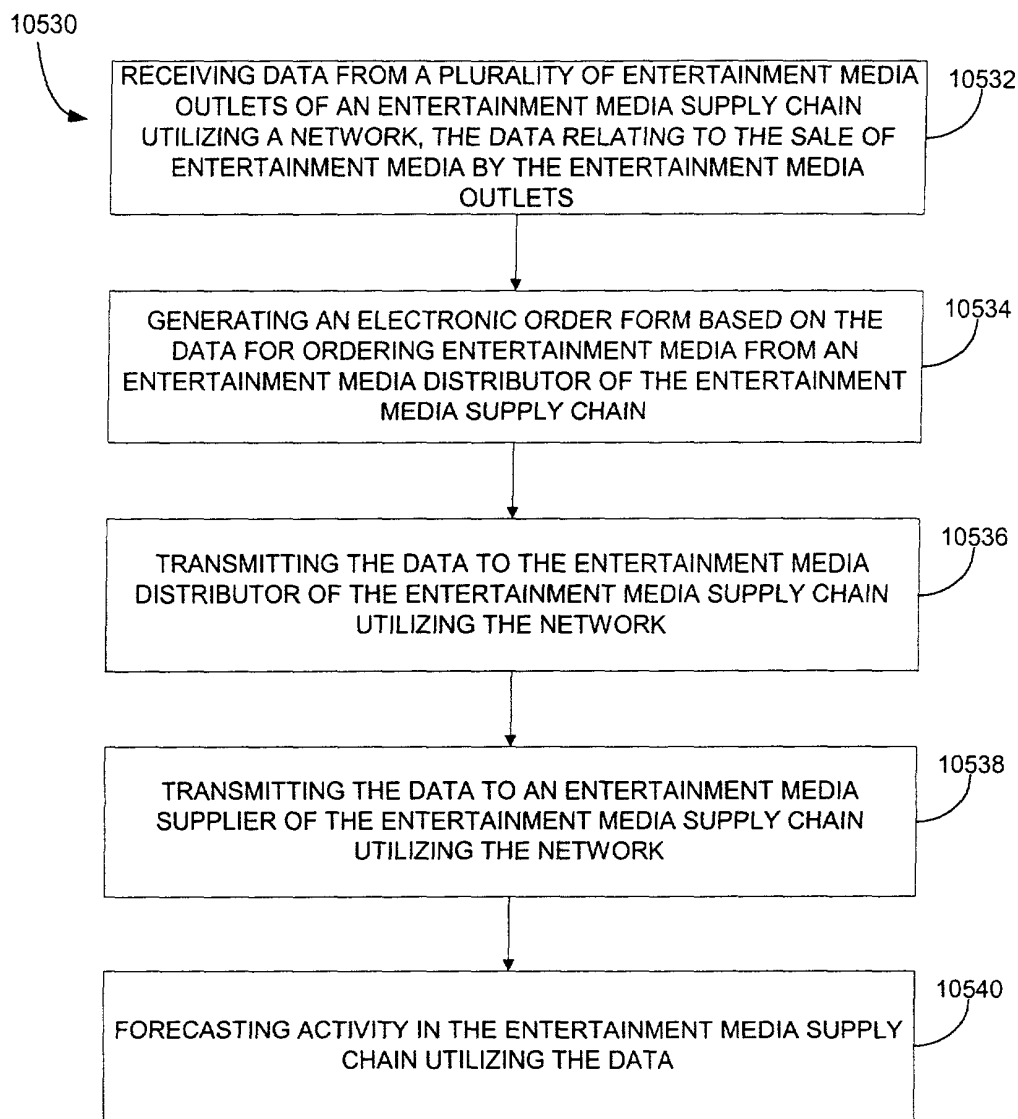 10530
RECEIVING DATA FROM A PLURALITY OF ENTERTAINMENT MEDIA
OUTLETS OF AN ENTERTAINMENT MEDIA SUPPLY CHAIN
UTILIZING A NETWORK, THE DATA RELATING TO THE SALE OF
ENTERTAINMENT MEDIA BY THE ENTERTAINMENT MEDIA
OUTLETS
10532
GENERATING AN ELECTRONIC ORDER FORM BASED ON THE
DATA FOR ORDERING ENTERTAINMENT MEDIA FROM AN
ENTERTAINMENT MEDIA DISTRIBUTOR OF THE ENTERTAINMENT
MEDIA SUPPLY CHAIN
10534
TRANSMITTING THE DATA TO THE ENTERTAINMENT MEDIA
DISTRIBUTOR OF THE ENTERTAINMENT MEDIA SUPPLY CHAIN
UTILIZING THE NETWORK
10536
TRANSMITTING THE DATA TO AN ENTERTAINMENT MEDIA
SUPPLIER OF THE ENTERTAINMENT MEDIA SUPPLY CHAIN
UTILIZING THE NETWORK
10538
FORECASTING ACTIVITY IN THE ENTERTAINMENT MEDIA SUPPLY
CHAIN UTILIZING THE DATA
10540